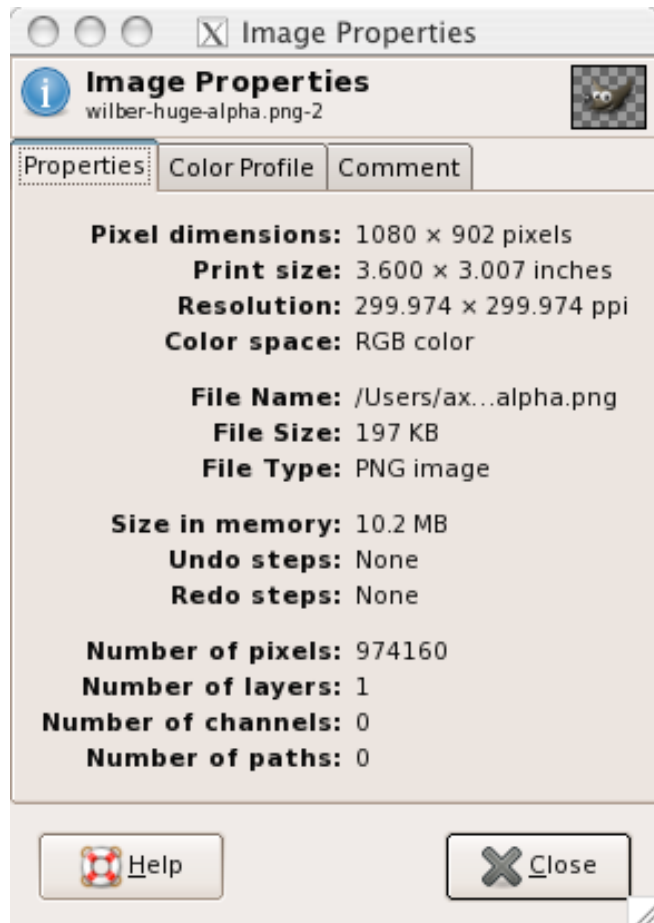 X Image Properties
Image Properties
wilber-huge-alpha.png-2
Properties Color Profile Comment
Pixel dimensions: 1080 × 902 pixels
Print size: 3.600 × 3.007 inches
Resolution: 299.974 × 299.974 ppi
Color space: RGB color
File Name: /Users/ax...alpha.png
File Size: 197 KB
File Type: PNG image
Size in memory: 10.2 MB
Undo steps: None
Redo steps: None
Number of pixels: 974160
Number of layers: 1
Number of channels: 0
Number of paths: 0
Help Close